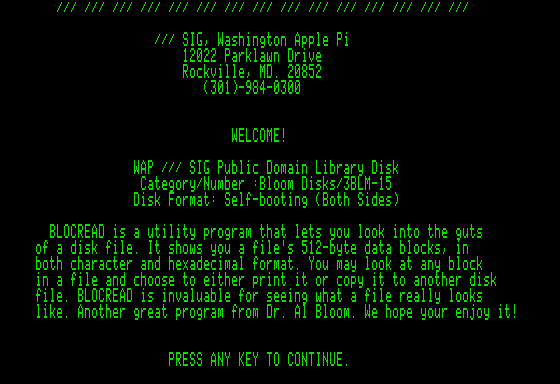 /// /// /// /// /// /// /// /// /// /// /// /// /// /// ///
/// SIG, Washington Apple Pi
12022 Parklawn Drive
Rockville, MD. 20852
(301)-984-0300
WELCOME!
WAP /// SIG Public Domain Library Disk
Category/Number :Bloom Disks/3BLM-15
Disk Format: Self-booting (Both Sides)
BLOCREAD is a utility program that lets you look into the guts
of a disk file. It shows you a file's 512-byte data blocks, in
both character and hexadecimal format. You may look at any block
in a file and choose to either print it or copy it to another disk
file. BLOCREAD is invaluable for seeing what a file really looks
like. Another great program from Dr. Al Bloom. We hope your enjoy it!
PRESS ANY KEY TO CONTINUE.